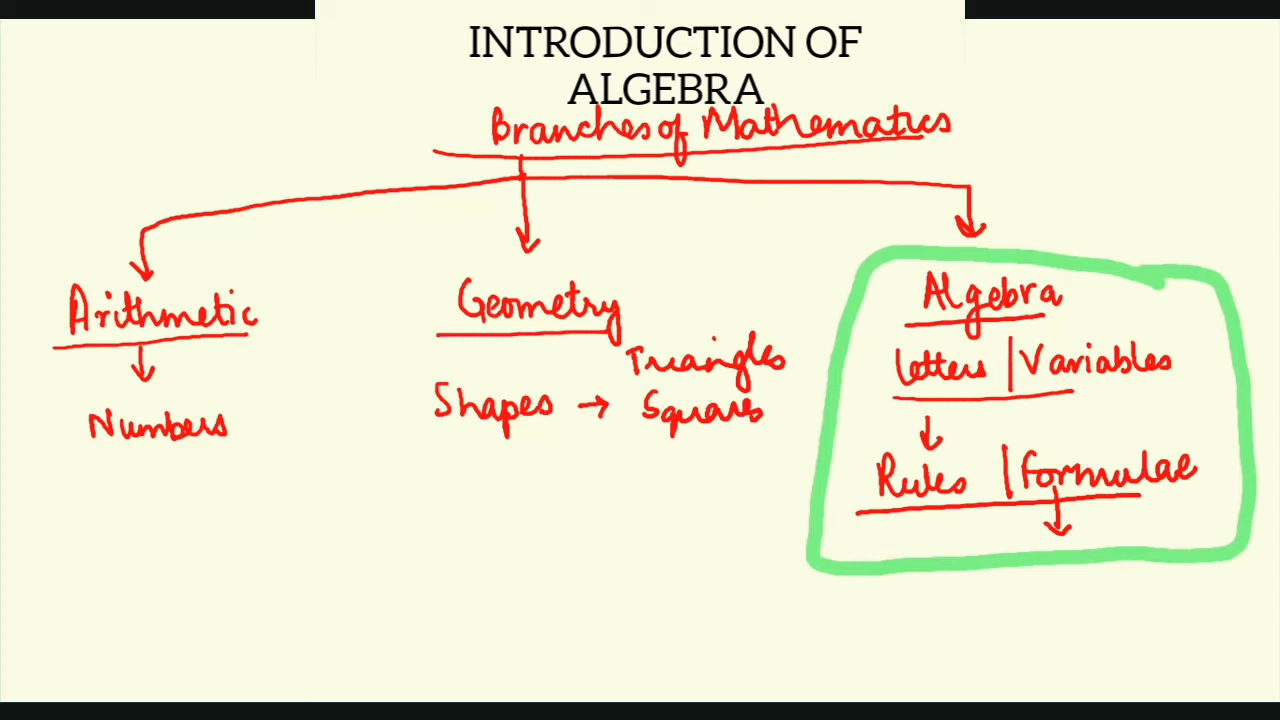 INTRODUCTION OF
ALGEBRA
Branches of Mathematics
Arithmetic
Numbers
Geometry
Triangles
Shapes → Squares
Algebra
letters | Variables
Rules | formulae